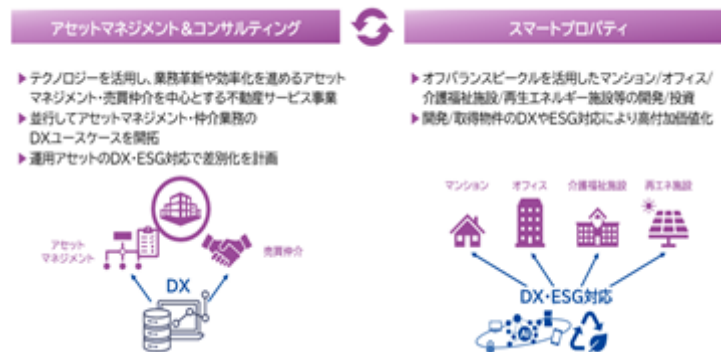 アセットマネジメント&コンサルティング
スマートプロパティ
▶テクノロジーを活用し、業務革新や効率化を進めるアセット
マネジメント・売買仲介を中心とする不動産サービス事業
▶並行してアセットマネジメント・仲介業務の
DXユースケースを開拓
▶運用アセットのDX・ESG対応で差別化を計画
アセット
マネジメント
売買仲介
DX
▶オフバランスビークルを活用したマンション/オフィス/
介護福祉施設/再生エネルギー施設等の開発/投資
▶開発/取得物件のDXやESG対応により高付加価値化
マンション
オフィス
介護福祉施設
再エネ施設
DX・ESG対応
AI